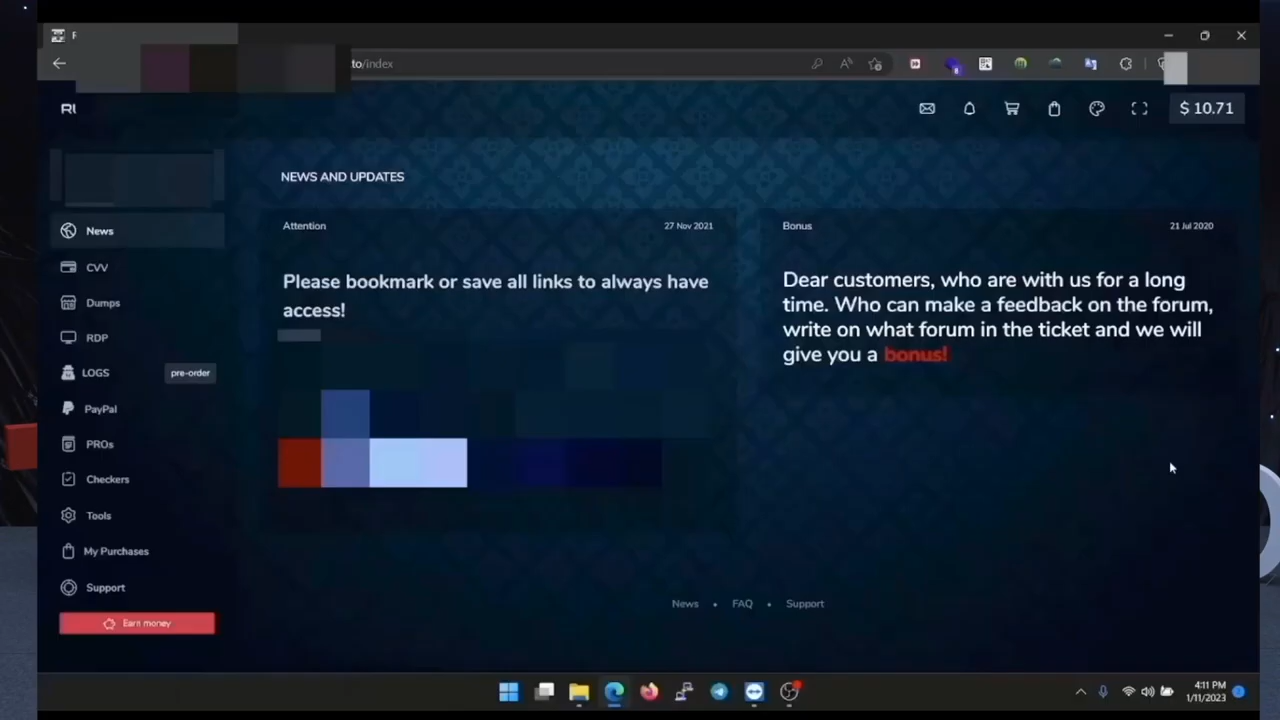 to/index
$ 10.71
NEWS AND UPDATES
News
CVV
Dumps
RDP
LOGS
pre-order
PayPal
PROs
Checkers
Tools
My Purchases
Support
Earn money
Attention
27 Nov 2021
Please bookmark or save all links to always have
access!
Bonus
21 Jul 2020
Dear customers, who are with us for a long
time. Who can make a feedback on the forum,
write on what forum in the ticket and we will
give you a bonus!
News • FAQ • Support
4:11 PM
1/11/2023